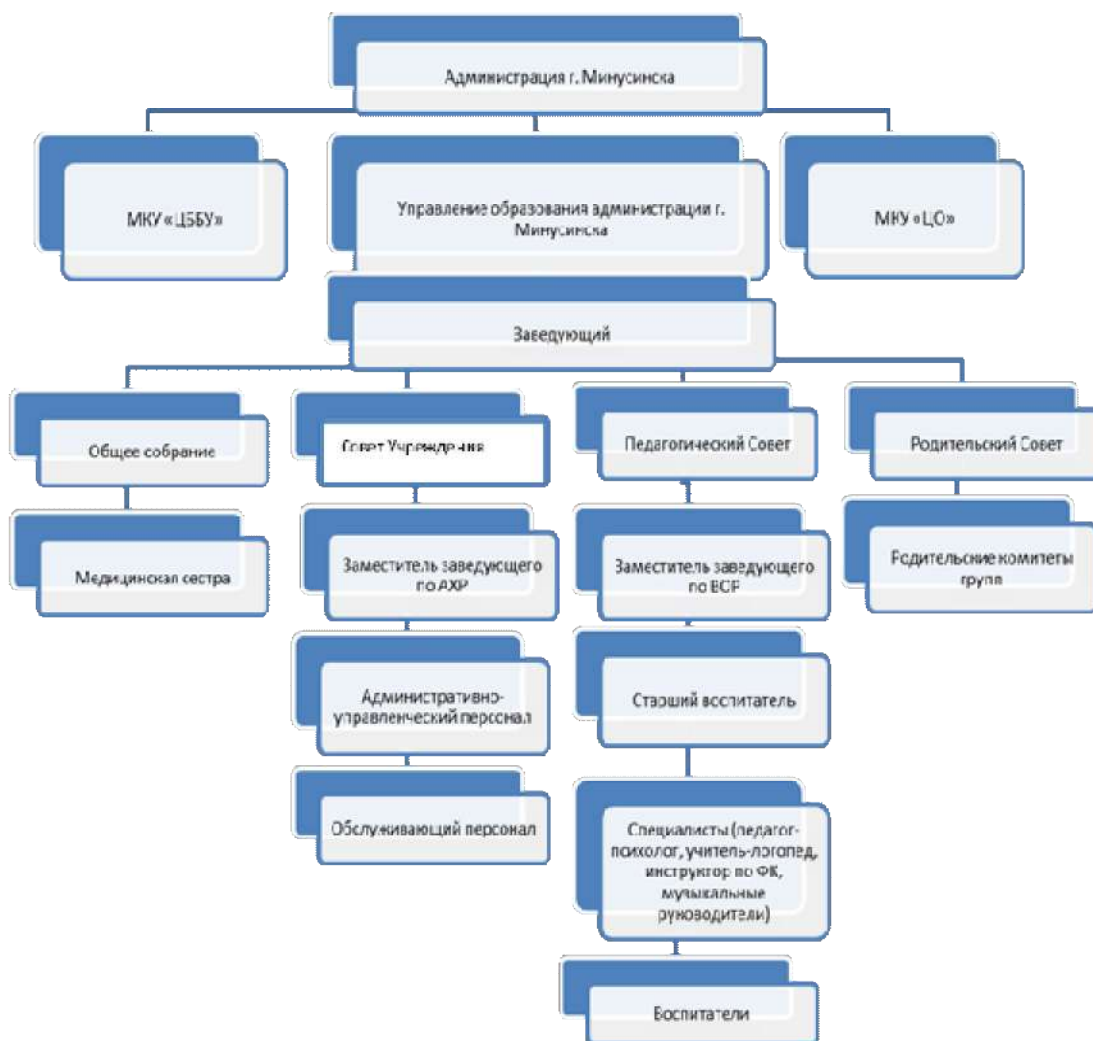 Администрация г. Минусинска
МКУ «ЦББУ»
Управление образования администрации г.
Минусинска
МКУ «ЦО»
Заведующий
Общее собрание
Совет Учреждения
Педагогический Совет
Родительский Совет
Медицинская сестра
Заместитель заведующего
по АХР
Заместитель заведующего
по ВОР
Родительские комитеты
групп
Административно-
управленческий персонал
Старший воспитатель
Обслуживающий персонал
Специалисты (педагог-
психолог, учитель-логопед,
инструктор по ФК,
музыкальные
руководители)
Воспитатели